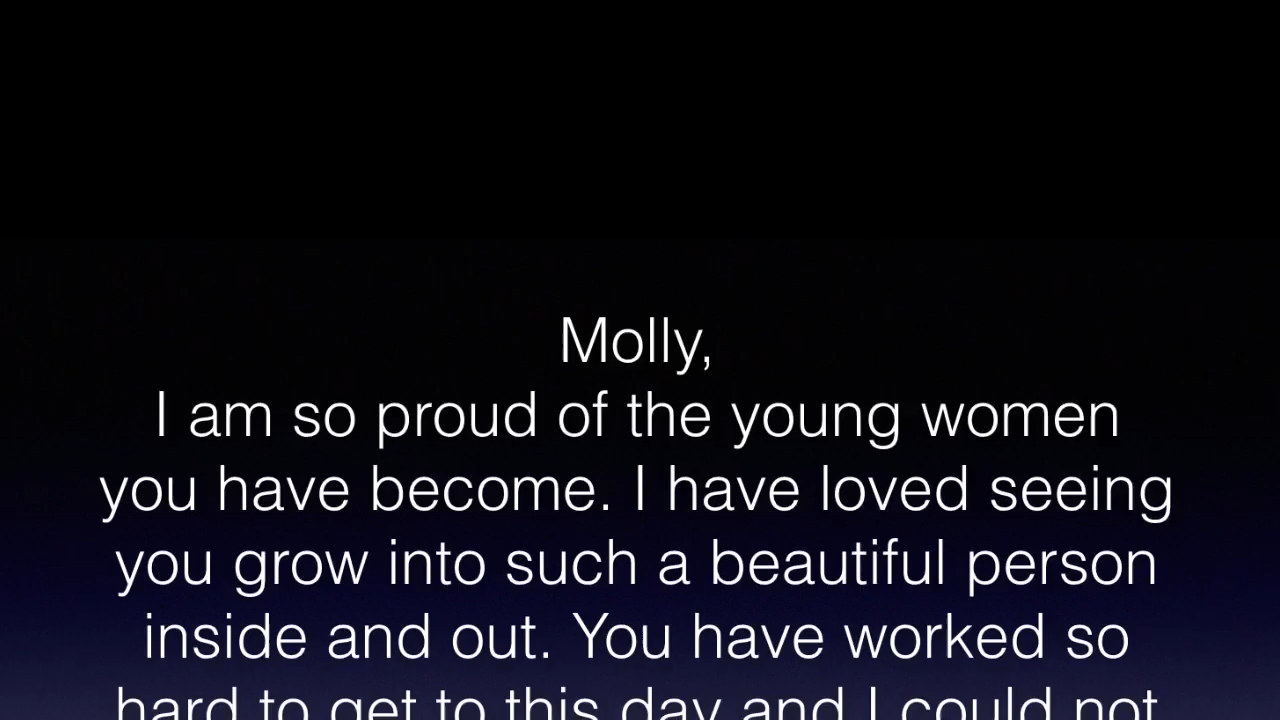 Molly,
I am so proud of the young women
you have become. I have loved seeing
you grow into such a beautiful person
inside and out. You have worked so
hard to get to this day and I could not